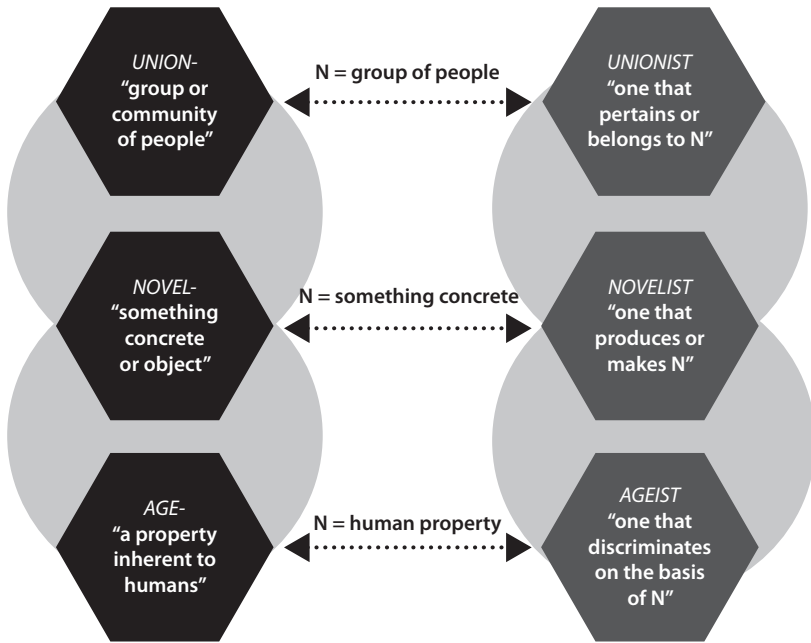 UNION-
“group or
community
of people”
N = group of people
UNIONIST
“one that
pertains or
belongs to N”
NOVEL-
“something
concrete
or object”
N = something concrete
NOVELIST
“one that
produces or
makes N”
AGE-
“a property
inherent to
humans”
N = human property
AGEIST
“one that
discriminates
on the basis
of N”